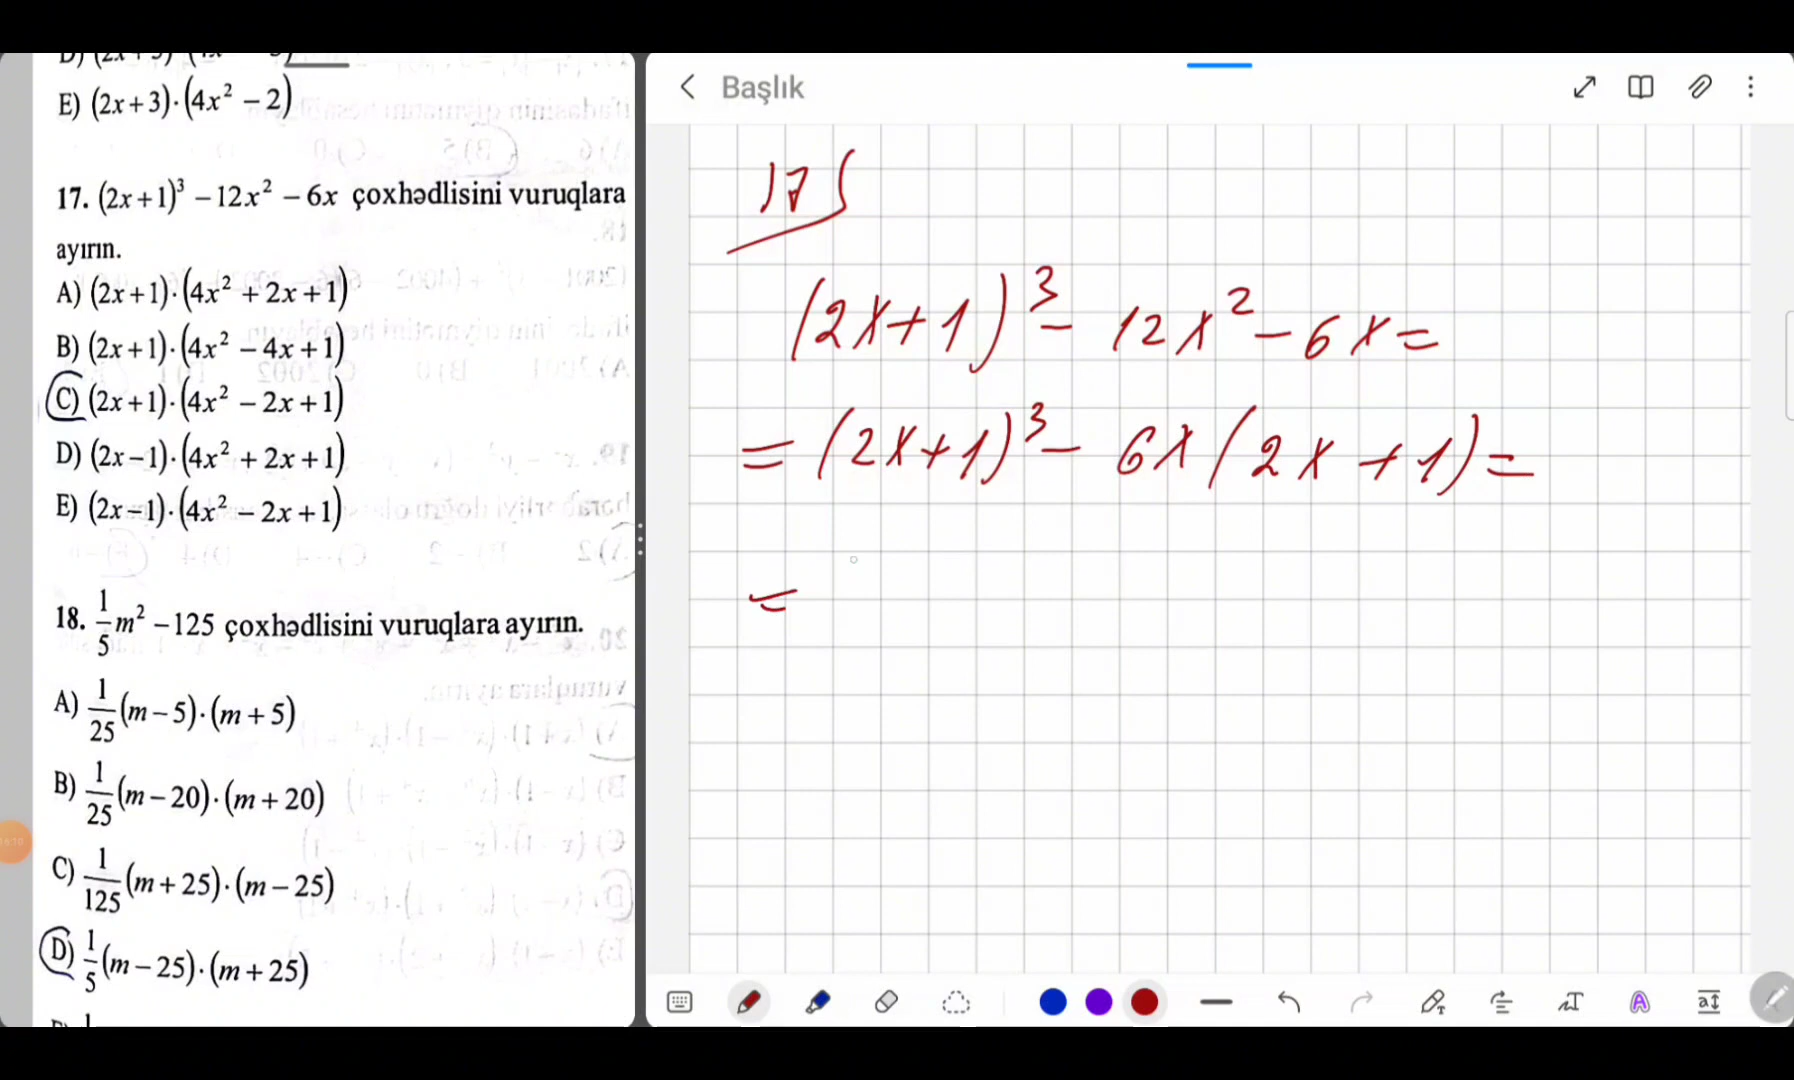 E) (2x+3)·(4x² − 2)
17. (2x+1)³ − 12x² − 6x çoxhədlisini vuruqlara
ayırın.
A) (2x+1)·(4x² + 2x + 1)
B) (2x+1)·(4x² − 4x + 1)
C) (2x+1)·(4x² − 2x + 1)
D) (2x−1)·(4x² + 2x + 1)
E) (2x−1)·(4x² − 2x + 1)
18. 1/5 m² − 125 çoxhədlisini vuruqlara ayırın.
A) 1/25 (m − 5)·(m + 5)
B) 1/25 (m − 20)·(m + 20)
C) 1/125 (m + 25)·(m − 25)
D) 1/5 (m − 25)·(m + 25)
Başlık
17
(2x+1)³ − 12x² − 6x =
= (2x+1)³ − 6x(2x+1) =
=